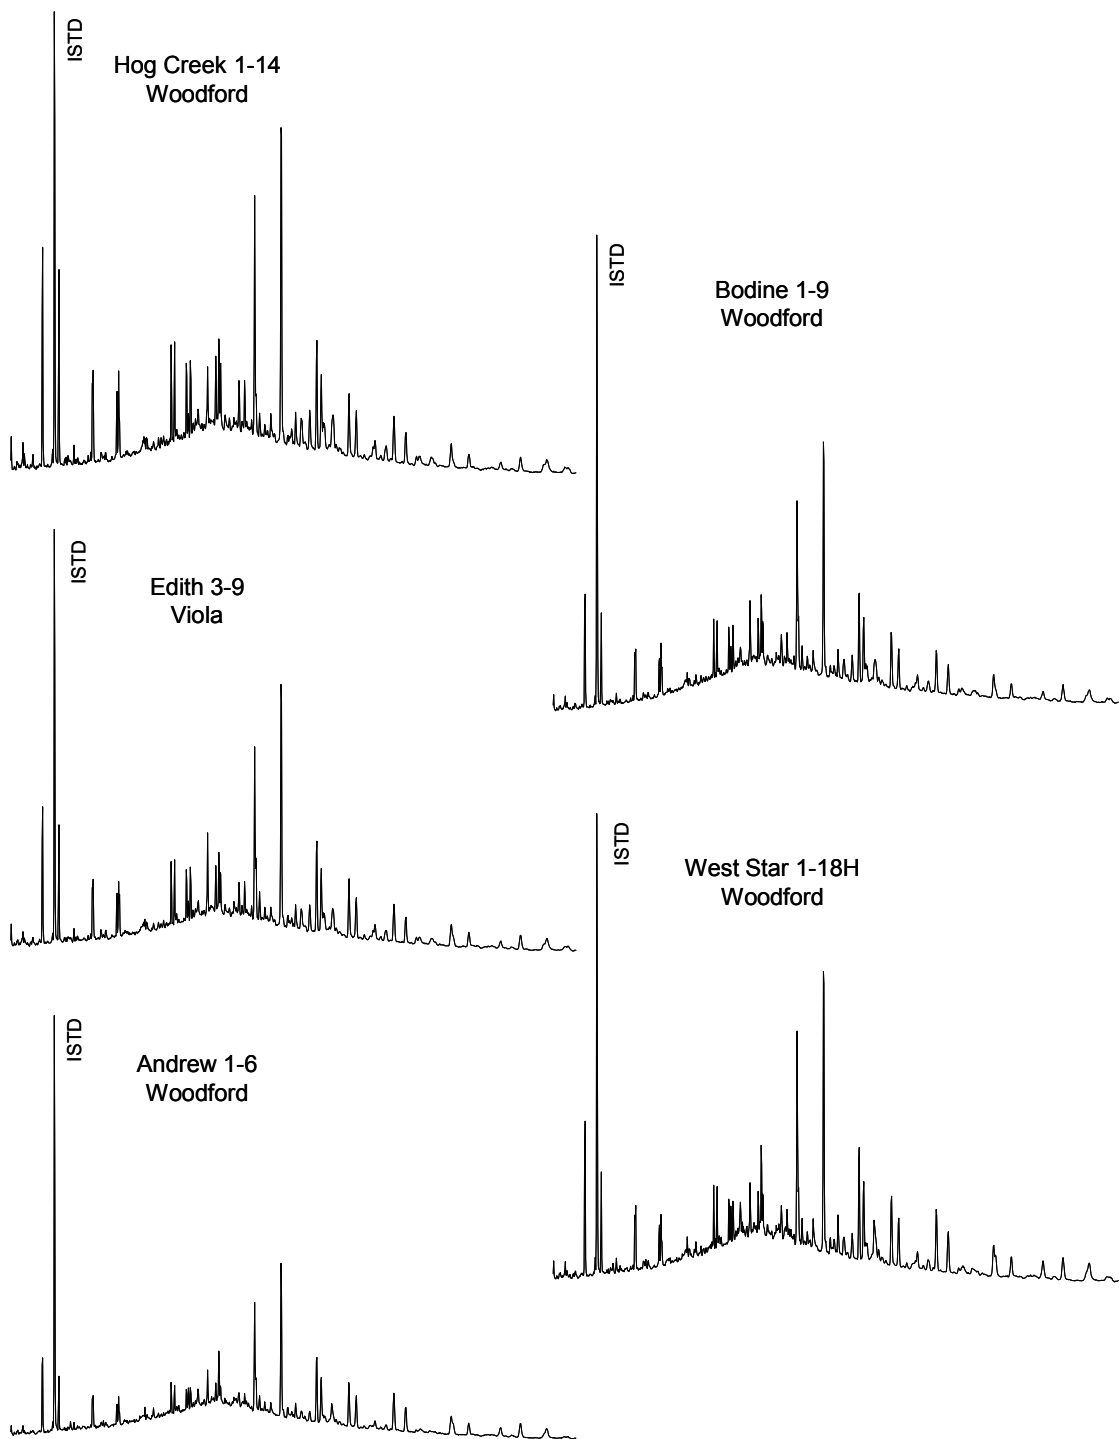 ISTD
Hog Creek 1-14
Woodford
ISTD
Bodine 1-9
Woodford
ISTD
Edith 3-9
Viola
ISTD
West Star 1-18H
Woodford
ISTD
Andrew 1-6
Woodford